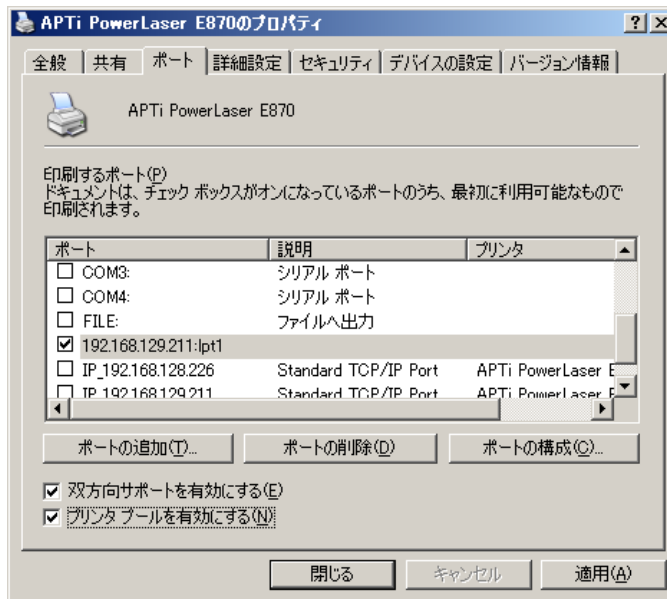 APTi PowerLaser E870のプロパティ
全般 共有 ポート 詳細設定 セキュリティ デバイスの設定 バージョン情報
APTi PowerLaser E870
印刷するポート(P)
ドキュメントは、チェック ボックスがオンになっているポートのうち、最初に利用可能なもので
印刷されます。
ポート 説明 プリンタ
COM3: シリアル ポート
COM4: シリアル ポート
FILE: ファイルへ出力
192.168.129.211:lpt1
IP_192.168.128.226 Standard TCP/IP Port APTi PowerLaser E
IP_192.168.129.211 Standard TCP/IP Port APTi PowerLaser E
ポートの追加(T)... ポートの削除(D) ポートの構成(C)...
双方向サポートを有効にする(E)
プリンタ プールを有効にする(N)
閉じる キャンセル 適用(A)